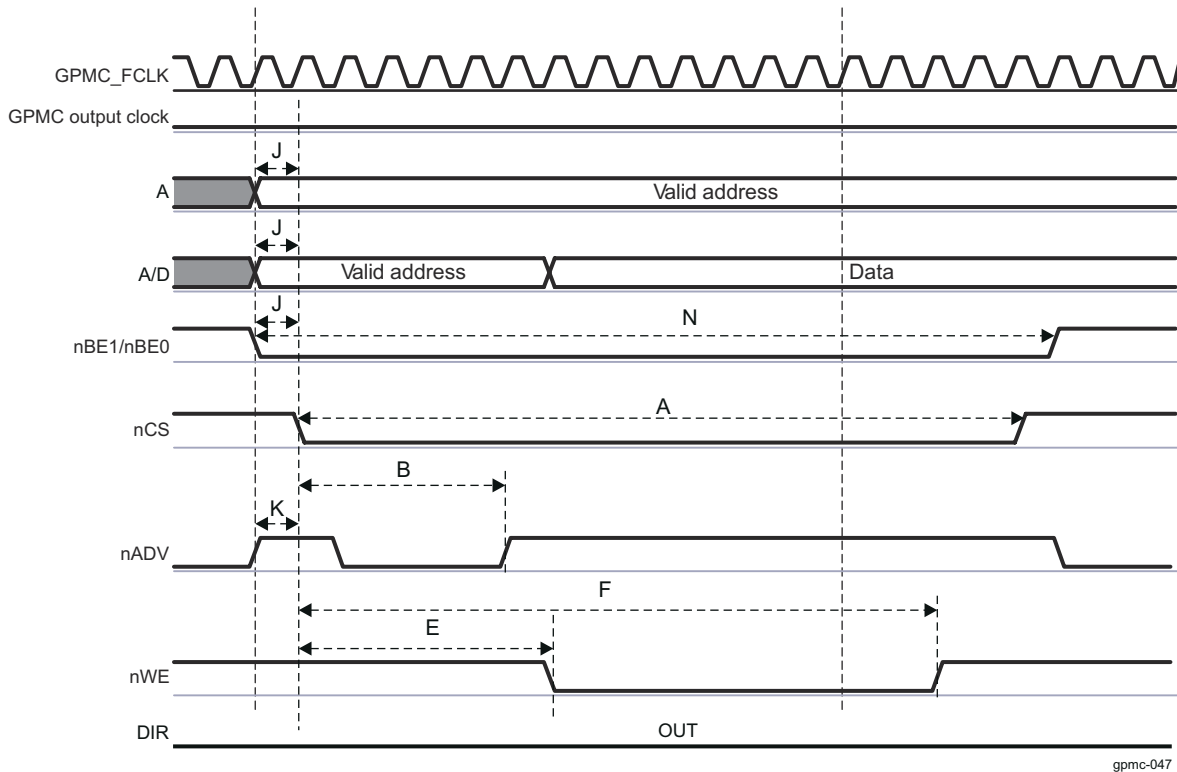 GPMC_FCLK
GPMC output clock
J
A
Valid address
J
A/D
Valid address
Data
J
N
nBE1/nBE0
A
nCS
B
K
nADV
F
E
nWE
DIR
OUT
gpmc-047